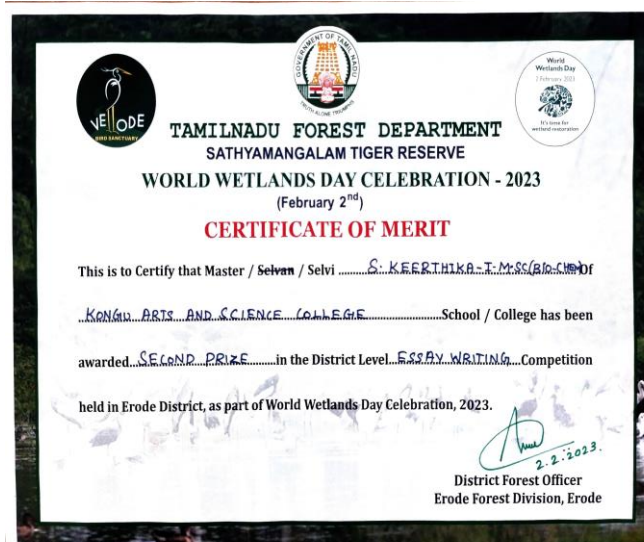 GOVERNMENT OF TAMIL NADU
TRUTH ALONE TRIUMPHS
VELLODE
BIRD SANCTUARY
World
Wetlands Day
2 February 2023
It's time for
wetland restoration
TAMILNADU FOREST DEPARTMENT
SATHYAMANGALAM TIGER RESERVE
WORLD WETLANDS DAY CELEBRATION - 2023
(February 2nd)
CERTIFICATE OF MERIT
This is to Certify that Master / Selvan / Selvi ........S. KEERTHIKA-I-M.SC(BIO-CHE)Of
KONGU ARTS AND SCIENCE COLLEGE School / College has been
awarded SECOND PRIZE in the District Level ESSAY WRITING Competition
held in Erode District, as part of World Wetlands Day Celebration, 2023.
2.2.2023.
District Forest Officer
Erode Forest Division, Erode